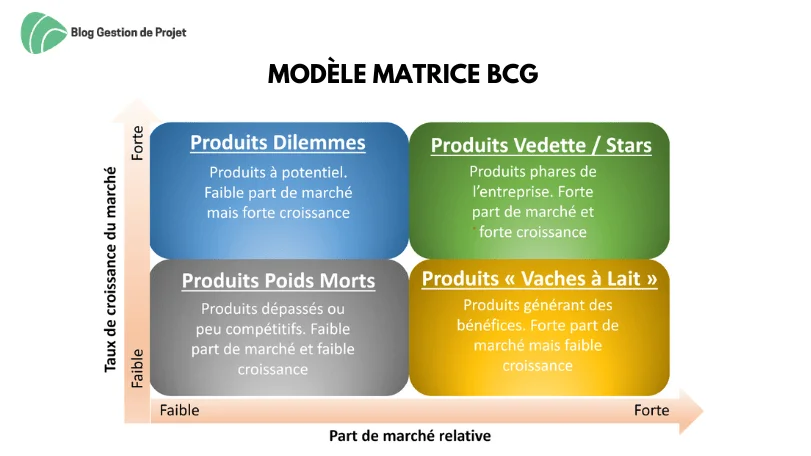 Blog Gestion de Projet
MODÈLE MATRICE BCG
Taux de croissance du marché
Forte
Faible
Produits Dilemmes
Produits à potentiel.
Faible part de marché
mais forte croissance
Produits Vedette / Stars
Produits phares de
l'entreprise. Forte
part de marché et
forte croissance
Produits Poids Morts
Produits dépassés ou
peu compétitifs. Faible
part de marché et faible
croissance
Produits « Vaches à Lait »
Produits générant des
bénéfices. Forte part de
marché mais faible
croissance
Faible
Forte
Part de marché relative